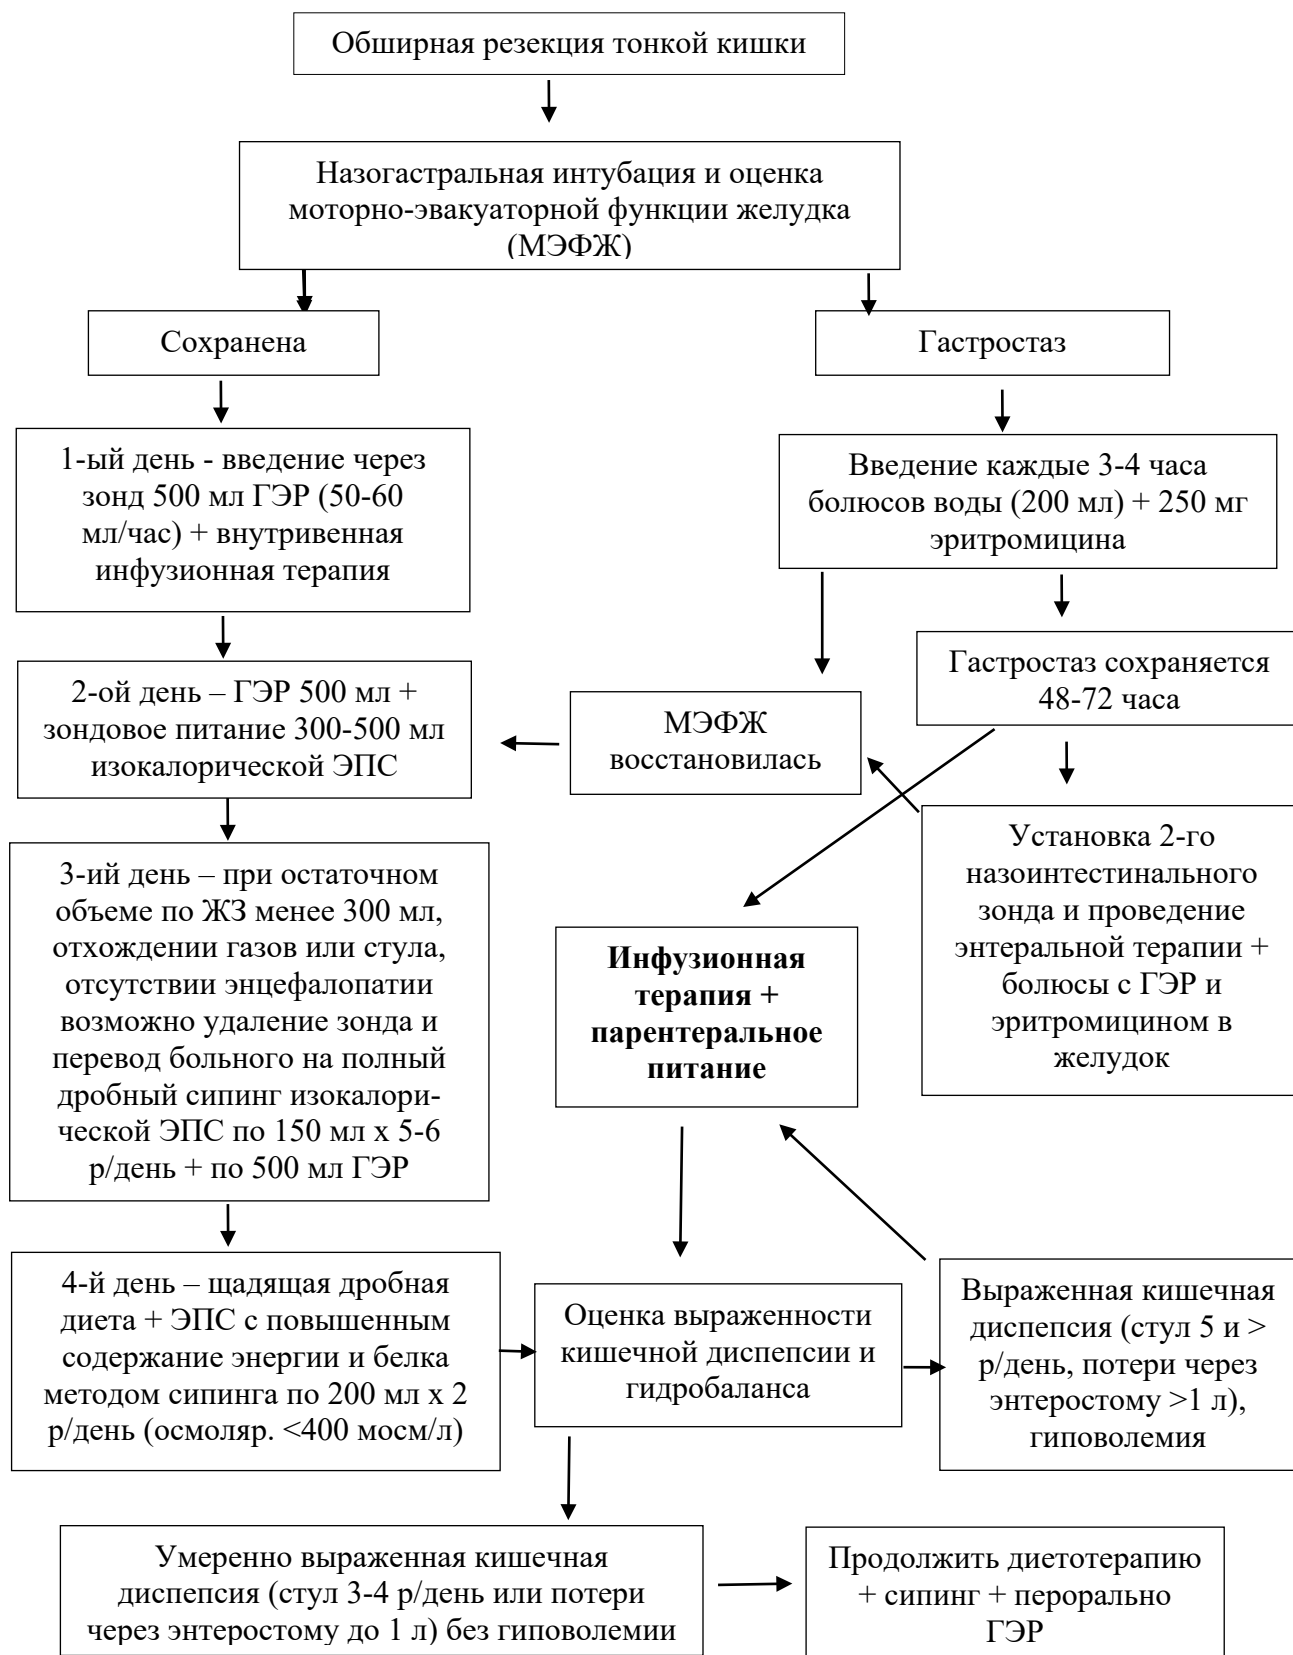 Обширная резекция тонкой кишки
Назогастральная интубация и оценка
моторно-эвакуаторной функции желудка
(МЭФЖ)
Сохранена
Гастростаз
1-ый день - введение через
зонд 500 мл ГЭР (50-60
мл/час) + внутривенная
инфузионная терапия
Введение каждые 3-4 часа
болюсов воды (200 мл) + 250 мг
эритромицина
2-ой день – ГЭР 500 мл +
зондовое питание 300-500 мл
изокалорической ЭПС
МЭФЖ
восстановилась
Гастростаз сохраняется
48-72 часа
3-ий день – при остаточном
объеме по ЖЗ менее 300 мл,
отхождении газов или стула,
отсутствии энцефалопатии
возможно удаление зонда и
перевод больного на полный
дробный сипинг изокалори-
ческой ЭПС по 150 мл х 5-6
р/день + по 500 мл ГЭР
Инфузионная
терапия +
парентеральное
питание
Установка 2-го
назоинтестинального
зонда и проведение
энтеральной терапии +
болюсы с ГЭР и
эритромицином в
желудок
4-й день – щадящая дробная
диета + ЭПС с повышенным
содержание энергии и белка
методом сипинга по 200 мл х 2
р/день (осмоляр. <400 мосм/л)
Оценка выраженности
кишечной диспепсии и
гидробаланса
Выраженная кишечная
диспепсия (стул 5 и >
р/день, потери через
энтеростому >1 л),
гиповолемия
Умеренно выраженная кишечная
диспепсия (стул 3-4 р/день или потери
через энтеростому до 1 л) без гиповолемии
Продолжить диетотерапию
+ сипинг + перорально
ГЭР